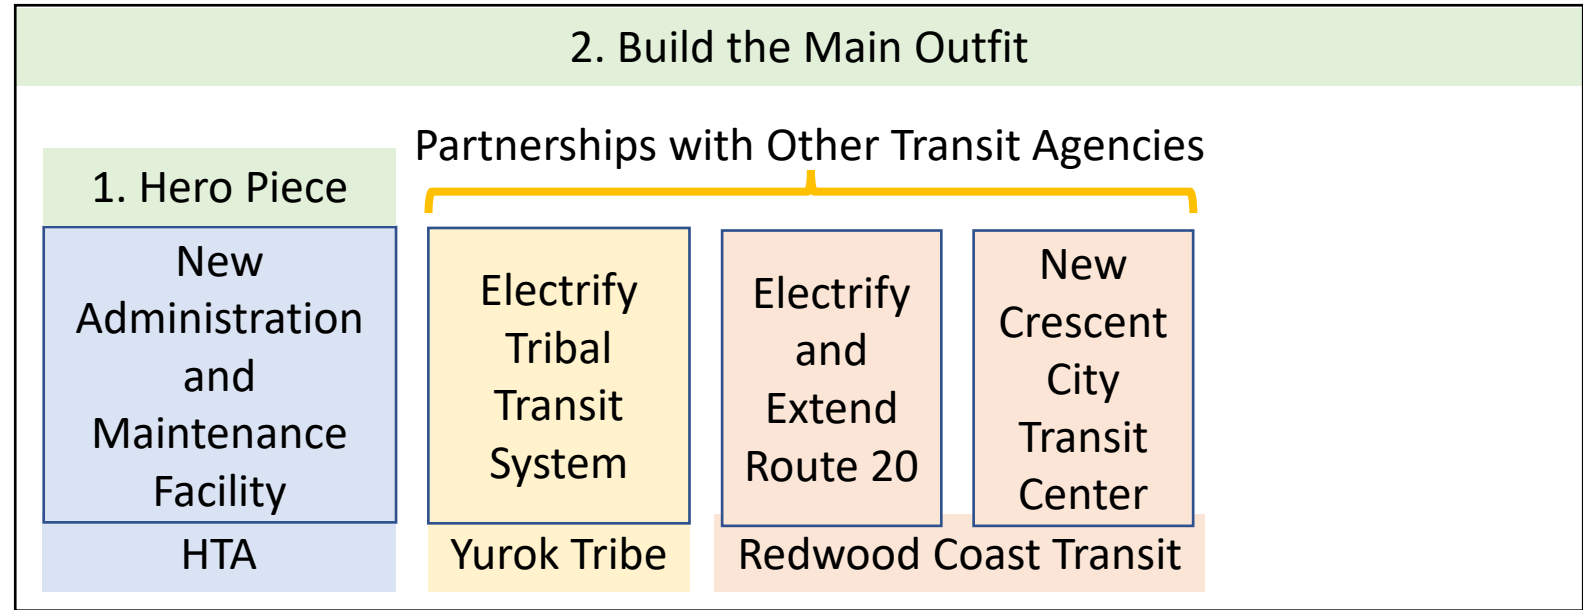 2. Build the Main Outfit
Partnerships with Other Transit Agencies
1. Hero Piece
New
Administration
and
Maintenance
Facility
HTA
Electrify
Tribal
Transit
System
Yurok Tribe
Electrify
and
Extend
Route 20
New
Crescent
City
Transit
Center
Redwood Coast Transit